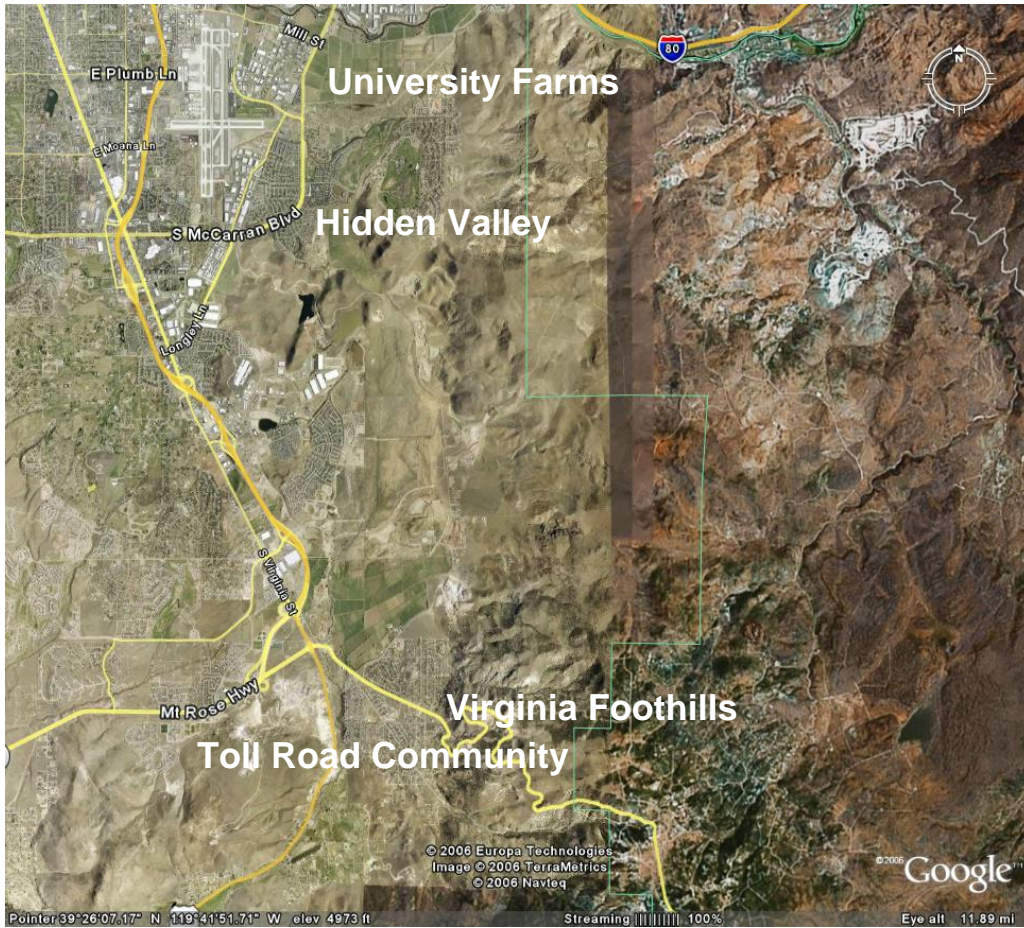 Mill St
80
N
E Plumb Ln
University Farms
E Moana Ln
S McCarran Blvd
Hidden Valley
Longley Ln
S Virginia St
Mt Rose Hwy
Virginia Foothills
Toll Road Community
© 2006 Europa Technologies
Image © 2006 TerraMetrics
© 2006 Navteq
©2006 Google™
Pointer 39°26'07.17" N 119°41'51.71" W elev 4973 ft
Streaming |||||||||| 100%
Eye alt 11.89 mi